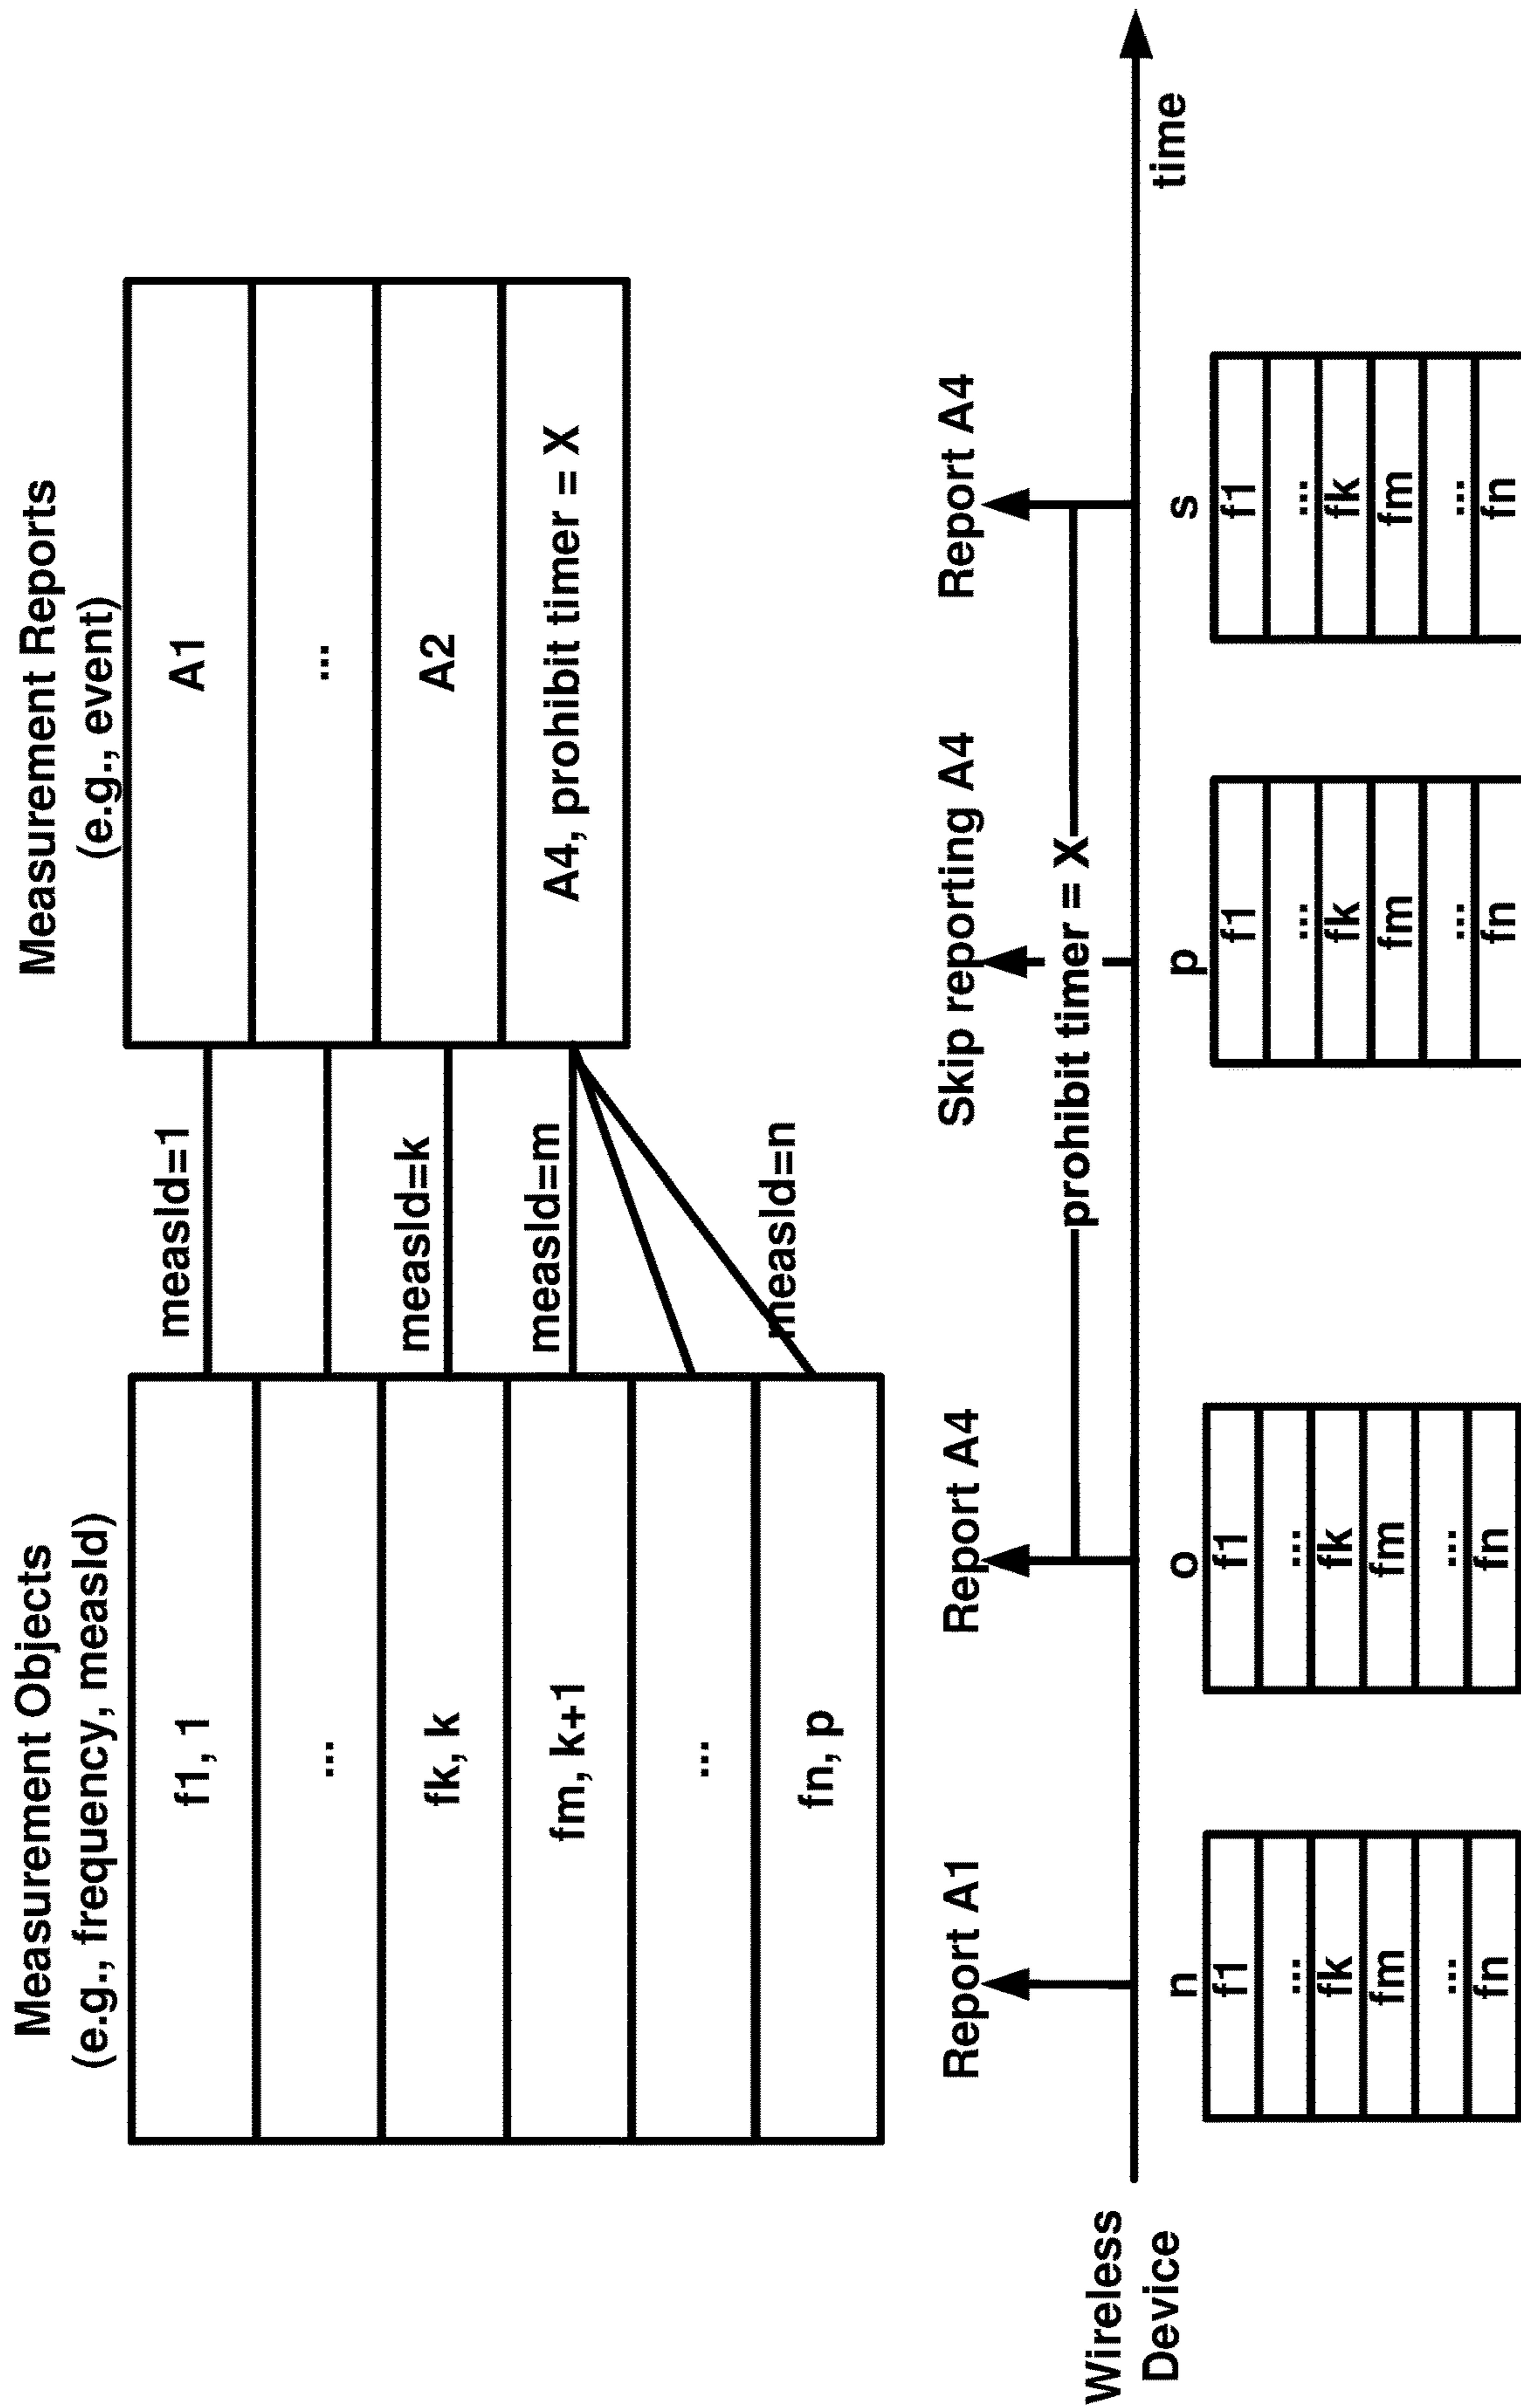 Measurement Objects
(e.g., frequency, measId)
f1, 1
...
fk, k
fm, k+1
...
fn, p
measId=1
measId=k
measId=m
measId=n
Measurement Reports
(e.g., event)
A1
...
A2
A4, prohibit timer = X
Report A1
Report A4
Skip reporting A4
Report A4
prohibit timer = X
Wireless
Device
time
n
f1
...
fk
fm
...
fn
o
f1
...
fk
fm
...
fn
p
f1
...
fk
fm
...
fn
s
f1
...
fk
fm
...
fn